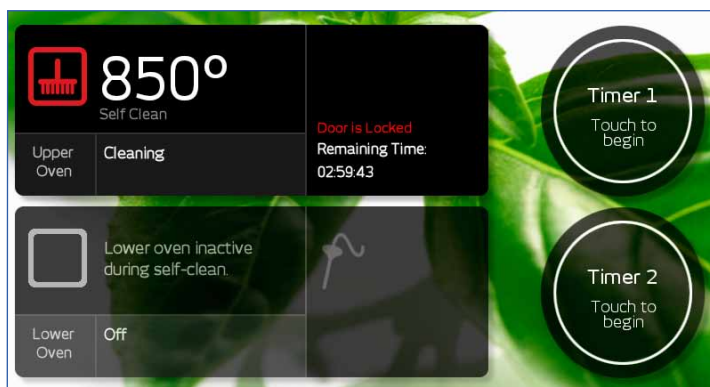 850°
Self Clean
Upper
Oven
Cleaning
Door is Locked
Remaining Time:
02:59:43
Timer 1
Touch to
begin
Lower oven inactive
during self-clean.
Lower
Oven
Off
Timer 2
Touch to
begin